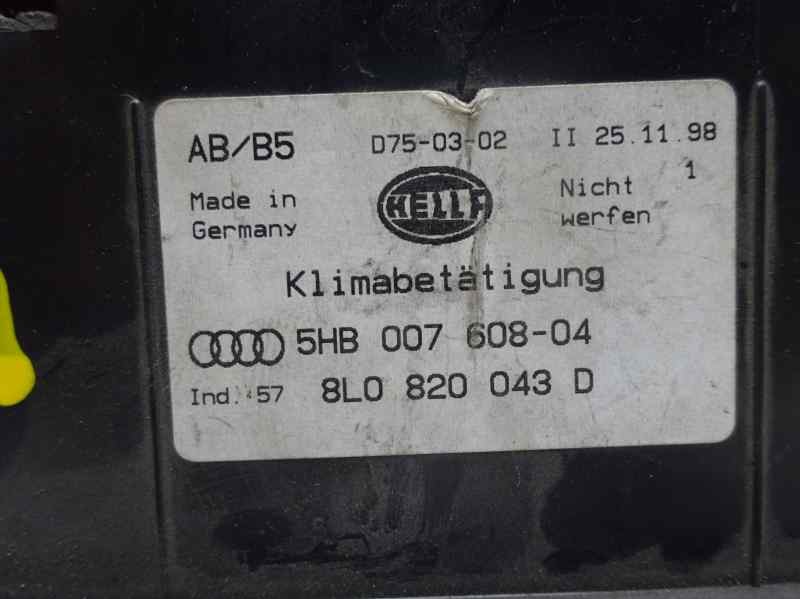 AB/B5 D75-03-02 II 25.11.98
Made in Germany
HELLA
Nicht werfen
1
Klimabetätigung
5HB 007 608-04
Ind. 57 8L0 820 043 D